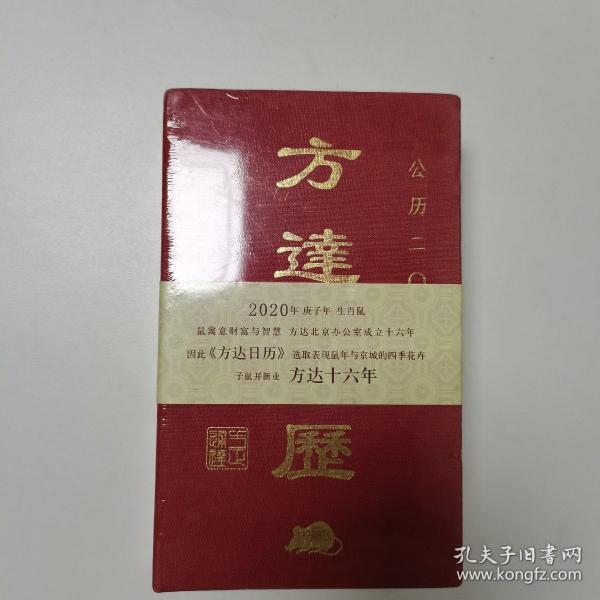 方達
歷
公历二〇
2020年 庚子年 生肖鼠
鼠寓意财富与智慧 方达北京办公室成立十六年
因此《方达日历》选取表现鼠年与京城的四季花卉
子鼠开新业 方达十六年
孔夫子旧书网
www.kongfz.com